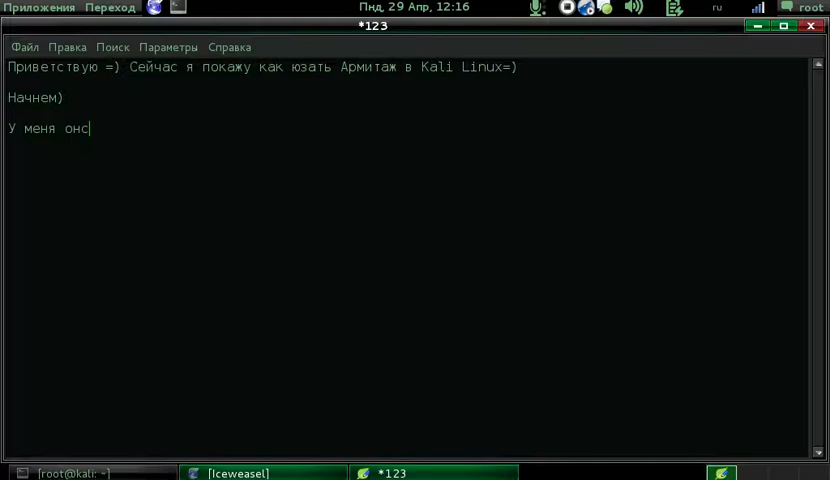 Приложения Переход Пнд, 29 Апр, 12:16 ru root
*123
Файл Правка Поиск Параметры Справка
Приветствую =) Сейчас я покажу как юзать Армитаж в Kali Linux=)
Начнем)
У меня онс
[root@kali: ~] [Iceweasel] *123